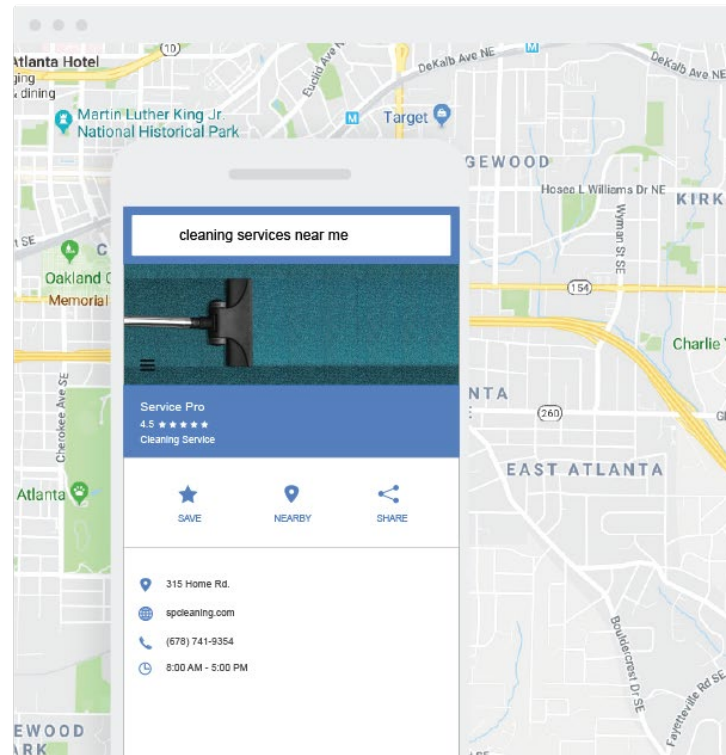 Atlanta Hotel
ging
& dining
(10)
Euclid Ave N
DeKalb Ave NE
M
DeKalb Ave NE
Martin Luther King Jr.
National Historical Park
M
Target
GEWOOD
Hosea L Williams Dr NE
KIRK
Wyman St SE
t SE
C
Oakland C
Memorial
(154)
Charlie
Cherokee Ave SE
Atlanta
NTA
(260)
Gl
EAST ATLANTA
Bouldercrest Dr SE
Fayetteville Rd SE
EWOOD
ARK
cleaning services near me
Service Pro
4.5 ★★★★★
Cleaning Service
SAVE
NEARBY
SHARE
315 Home Rd.
spcleaning.com
(678) 741-9354
8:00 AM - 5:00 PM